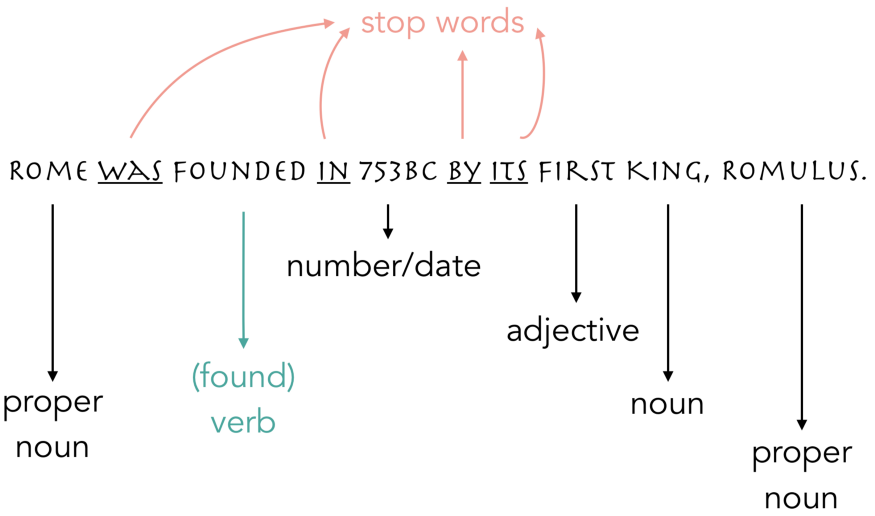 stop words
ROME WAS FOUNDED IN 753BC BY ITS FIRST KING, ROMULUS.
number/date
adjective
(found)
verb
proper
noun
noun
proper
noun